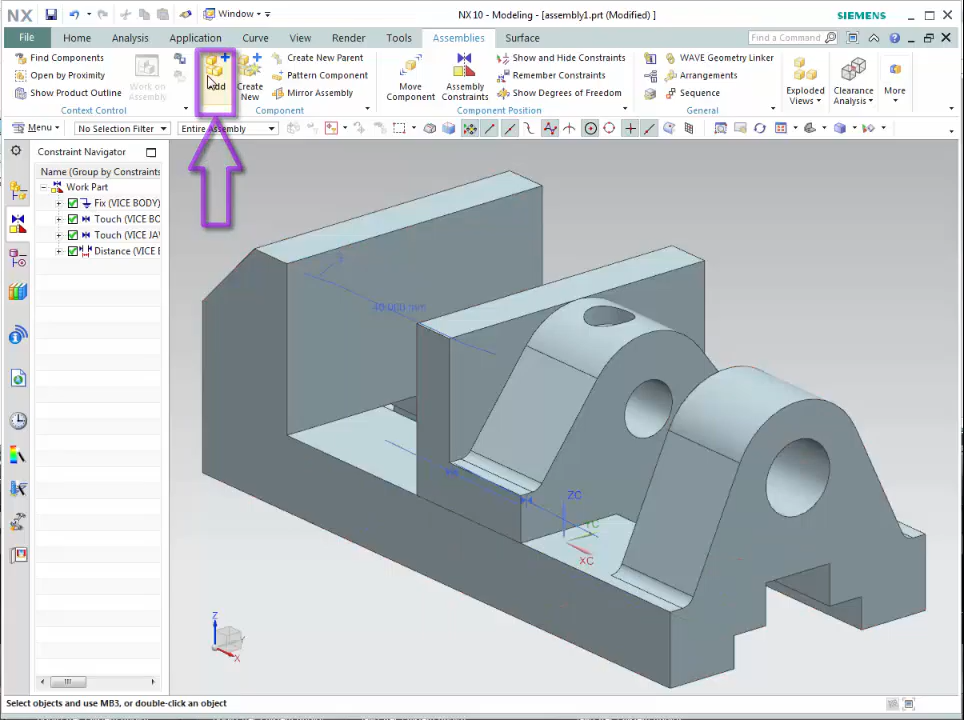 NX
Window
NX 10 - Modeling - [assembly1.prt (Modified) ]
SIEMENS
File
Home
Analysis
Application
Curve
View
Render
Tools
Assemblies
Surface
Find a Command
Find Components
Open by Proximity
Show Product Outline
Work on Assembly
Context Control
Add
Create New
Create New Parent
Pattern Component
Mirror Assembly
Component
Move Component
Assembly Constraints
Show and Hide Constraints
Remember Constraints
Show Degrees of Freedom
Component Position
WAVE Geometry Linker
Arrangements
Sequence
General
Exploded Views
Clearance Analysis
More
Menu
No Selection Filter
Entire Assembly
Constraint Navigator
Name (Group by Constraints
Work Part
Fix (VICE BODY)
Touch (VICE BO
Touch (VICE JA
Distance (VICE B
40.000 mm
ZC
YC
XC
Z
X
Select objects and use MB3, or double-click an object